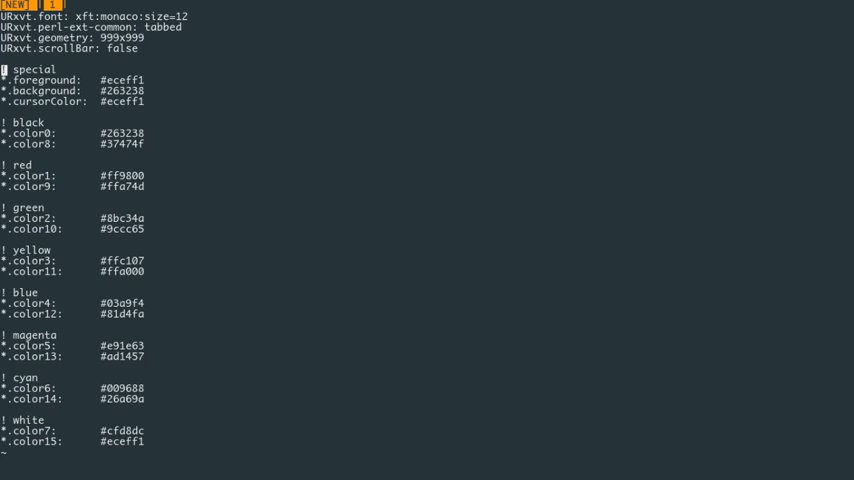 [NEW] | 1 |
URxvt.font: xft:monaco:size=12
URxvt.perl-ext-common: tabbed
URxvt.geometry: 999x999
URxvt.scrollBar: false
! special
*.foreground: #eceff1
*.background: #263238
*.cursorColor: #eceff1
! black
*.color0: #263238
*.color8: #37474f
! red
*.color1: #ff9800
*.color9: #ffa74d
! green
*.color2: #8bc34a
*.color10: #9ccc65
! yellow
*.color3: #ffc107
*.color11: #ffa000
! blue
*.color4: #03a9f4
*.color12: #81d4fa
! magenta
*.color5: #e91e63
*.color13: #ad1457
! cyan
*.color6: #009688
*.color14: #26a69a
! white
*.color7: #cfd8dc
*.color15: #eceff1
~